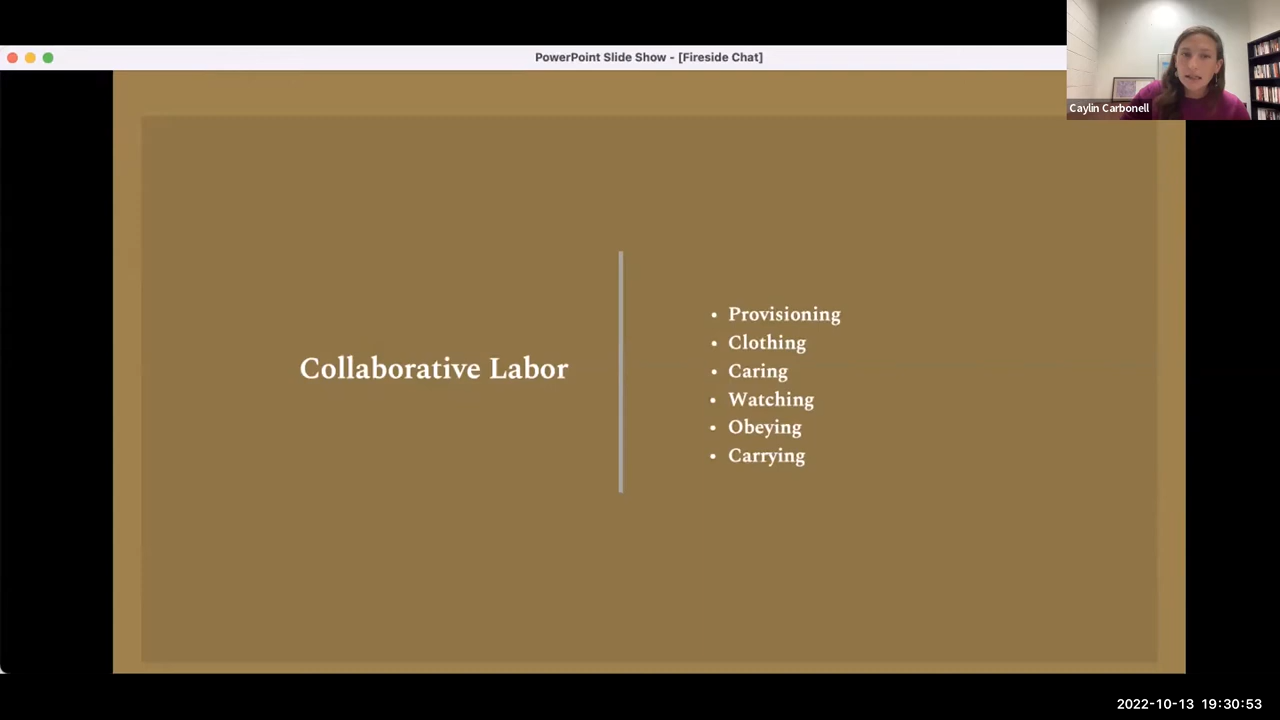 PowerPoint Slide Show - [Fireside Chat]
Caylin Carbonell
Collaborative Labor
• Provisioning
• Clothing
• Caring
• Watching
• Obeying
• Carrying
2022-10-13 19:30:53